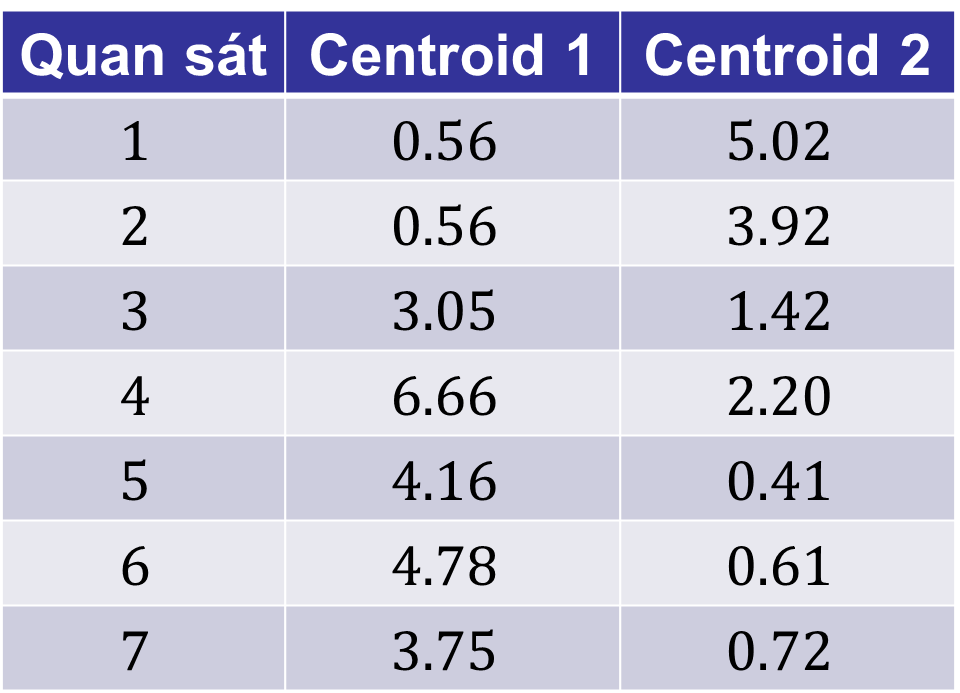 Quan sát Centroid 1 Centroid 2
1 0.56 5.02
2 0.56 3.92
3 3.05 1.42
4 6.66 2.20
5 4.16 0.41
6 4.78 0.61
7 3.75 0.72